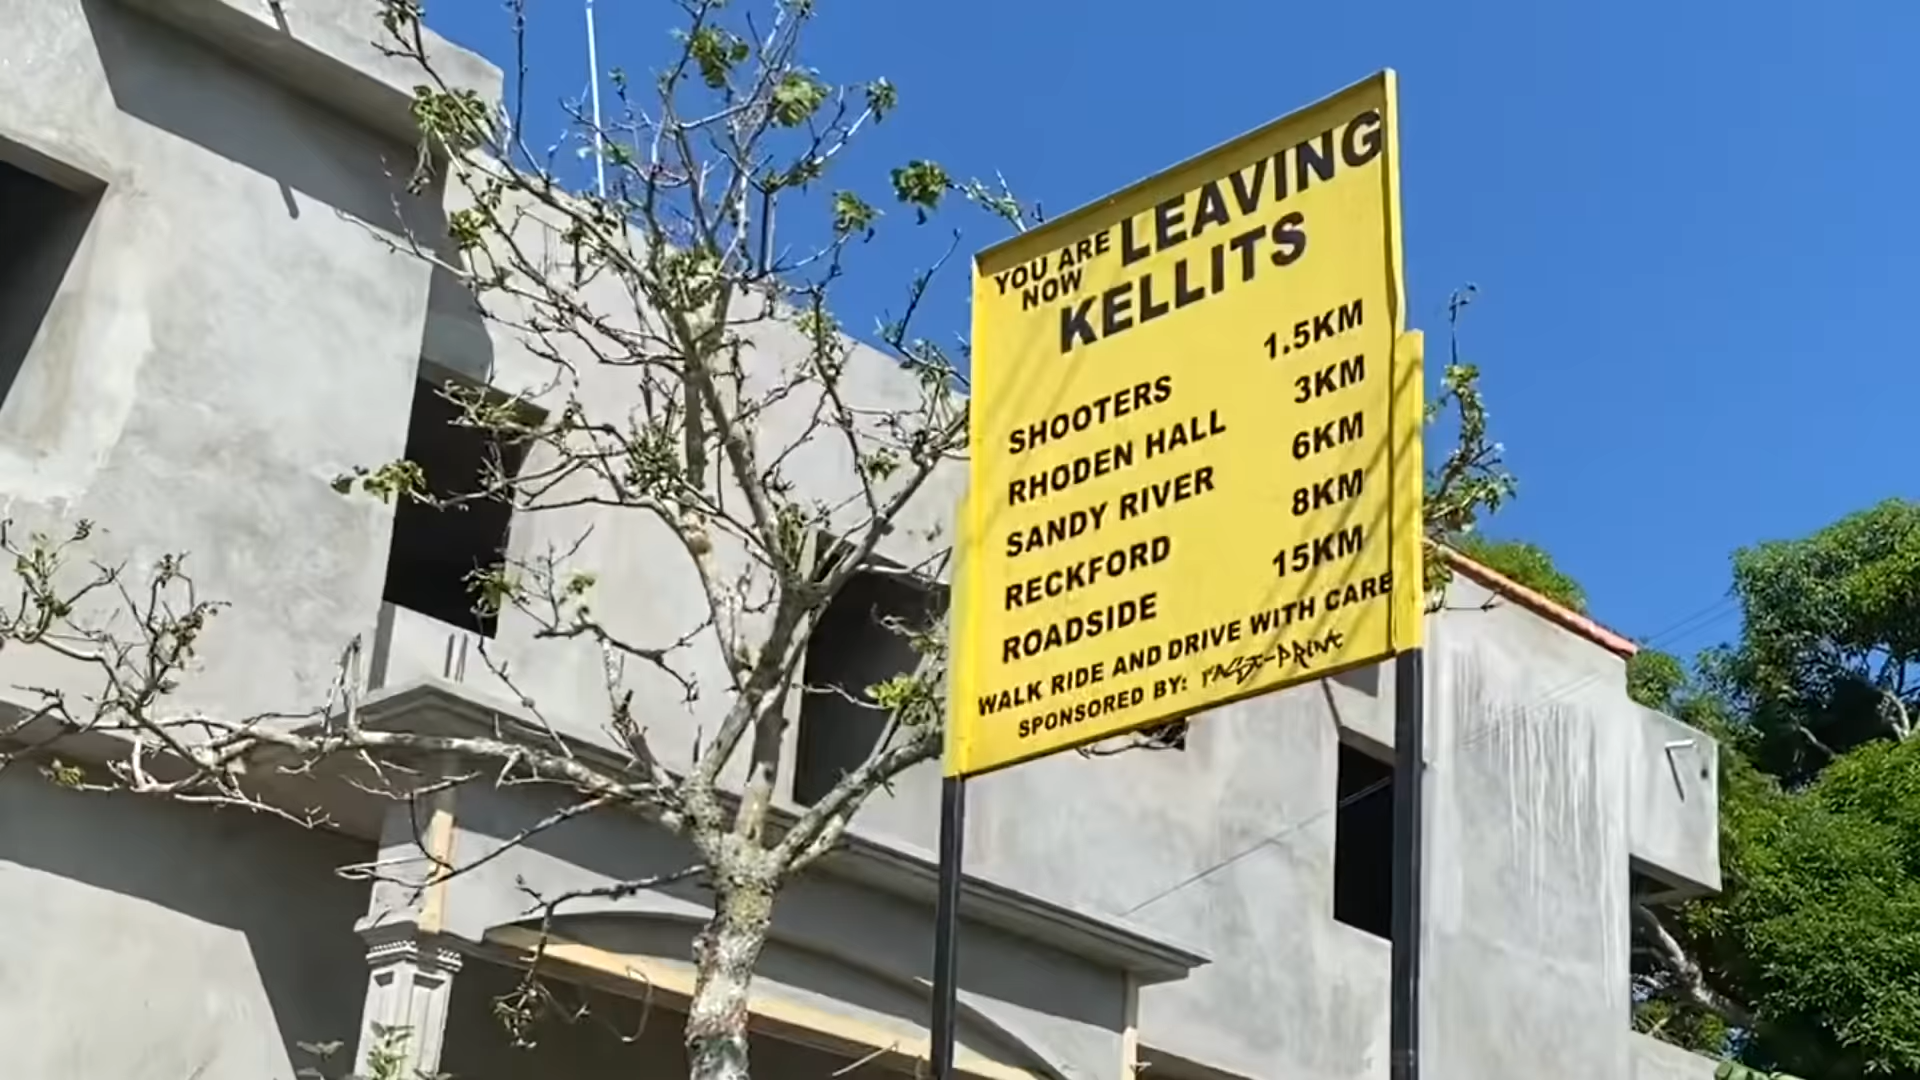 YOU ARE NOW LEAVING
KELLITS
SHOOTERS 1.5KM
RHODEN HALL 3KM
SANDY RIVER 6KM
RECKFORD 8KM
ROADSIDE 15KM
WALK RIDE AND DRIVE WITH CARE
SPONSORED BY: